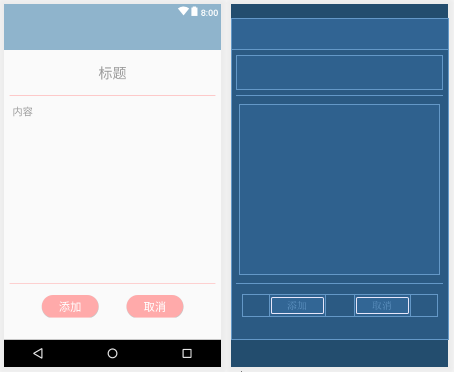 8:00
标题
内容
添加 取消
添加 取消